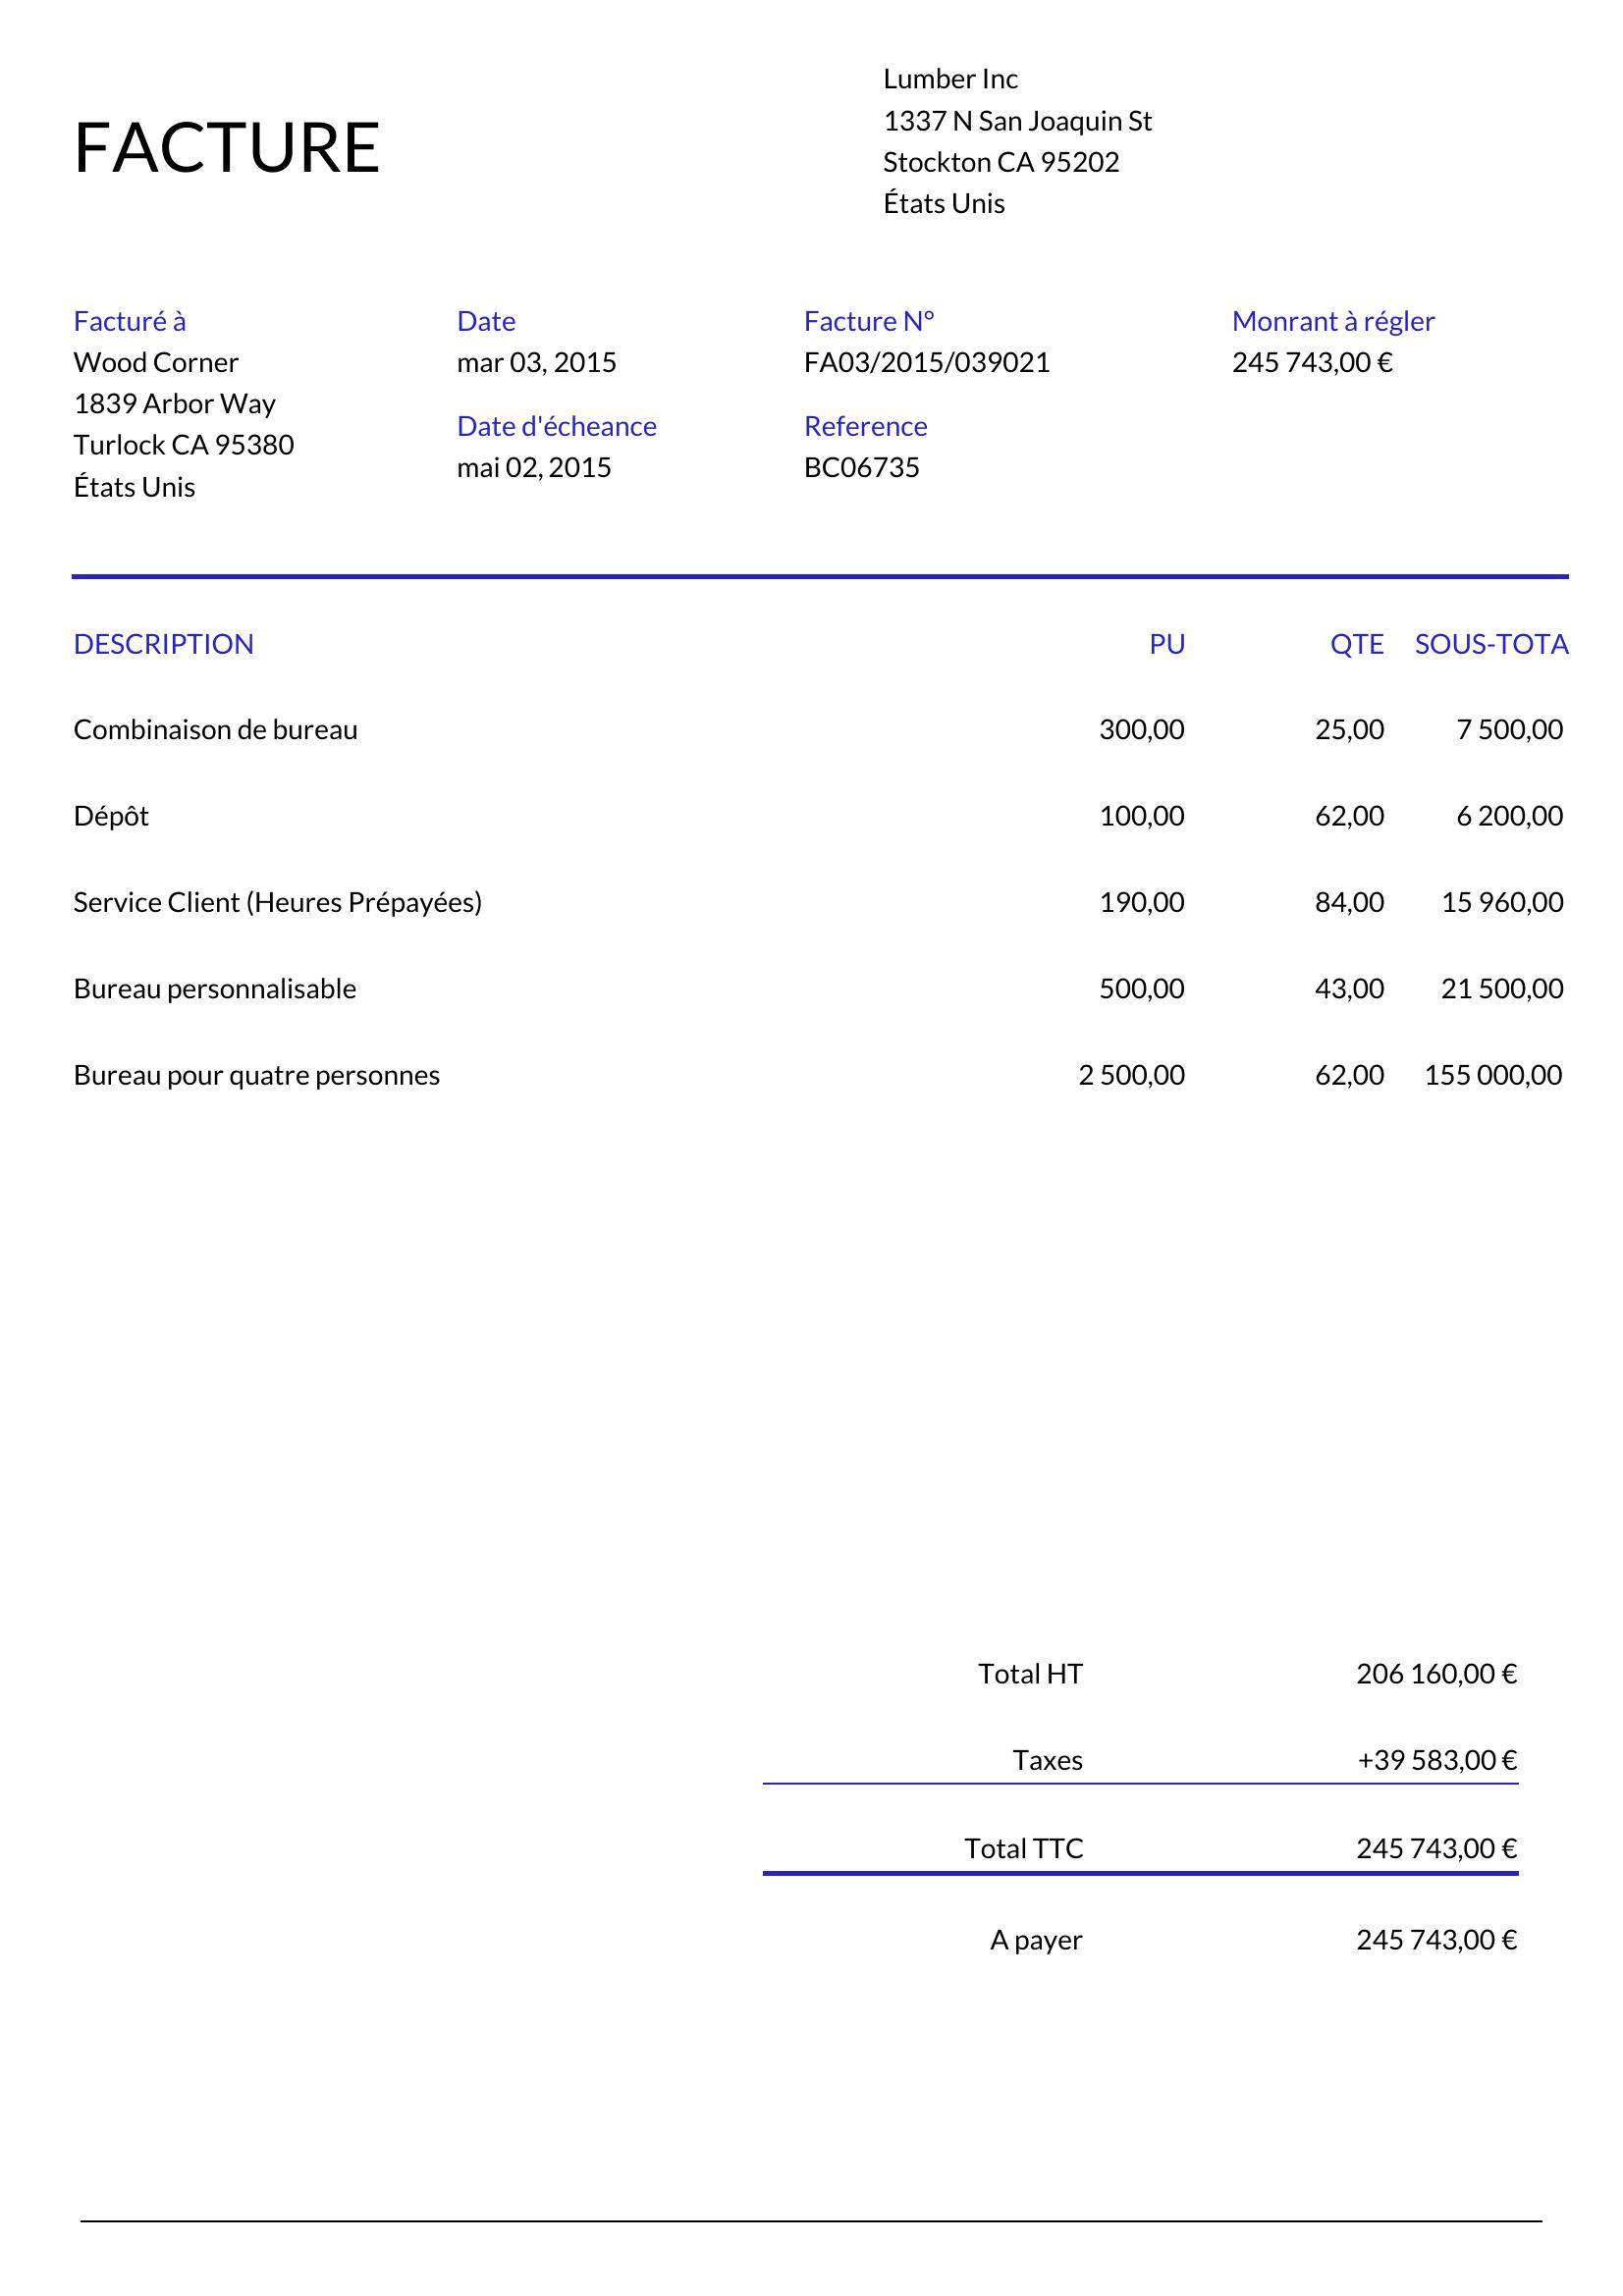 Lumber Inc
1337 N San Joaquin St
Stockton CA 95202
États Unis
FACTURE
Facturé à
Wood Corner
1839 Arbor Way
Turlock CA 95380
États Unis
Date
mar 03, 2015
Date d'écheance
mai 02, 2015
Facture N°
FA03/2015/039021
Reference
BC06735
Monrant à régler
245 743,00 €
DESCRIPTION PU QTE SOUS-TOTA
Combinaison de bureau 300,00 25,00 7 500,00
Dépôt 100,00 62,00 6 200,00
Service Client (Heures Prépayées) 190,00 84,00 15 960,00
Bureau personnalisable 500,00 43,00 21 500,00
Bureau pour quatre personnes 2 500,00 62,00 155 000,00
Total HT 206 160,00 €
Taxes +39 583,00 €
Total TTC 245 743,00 €
A payer 245 743,00 €